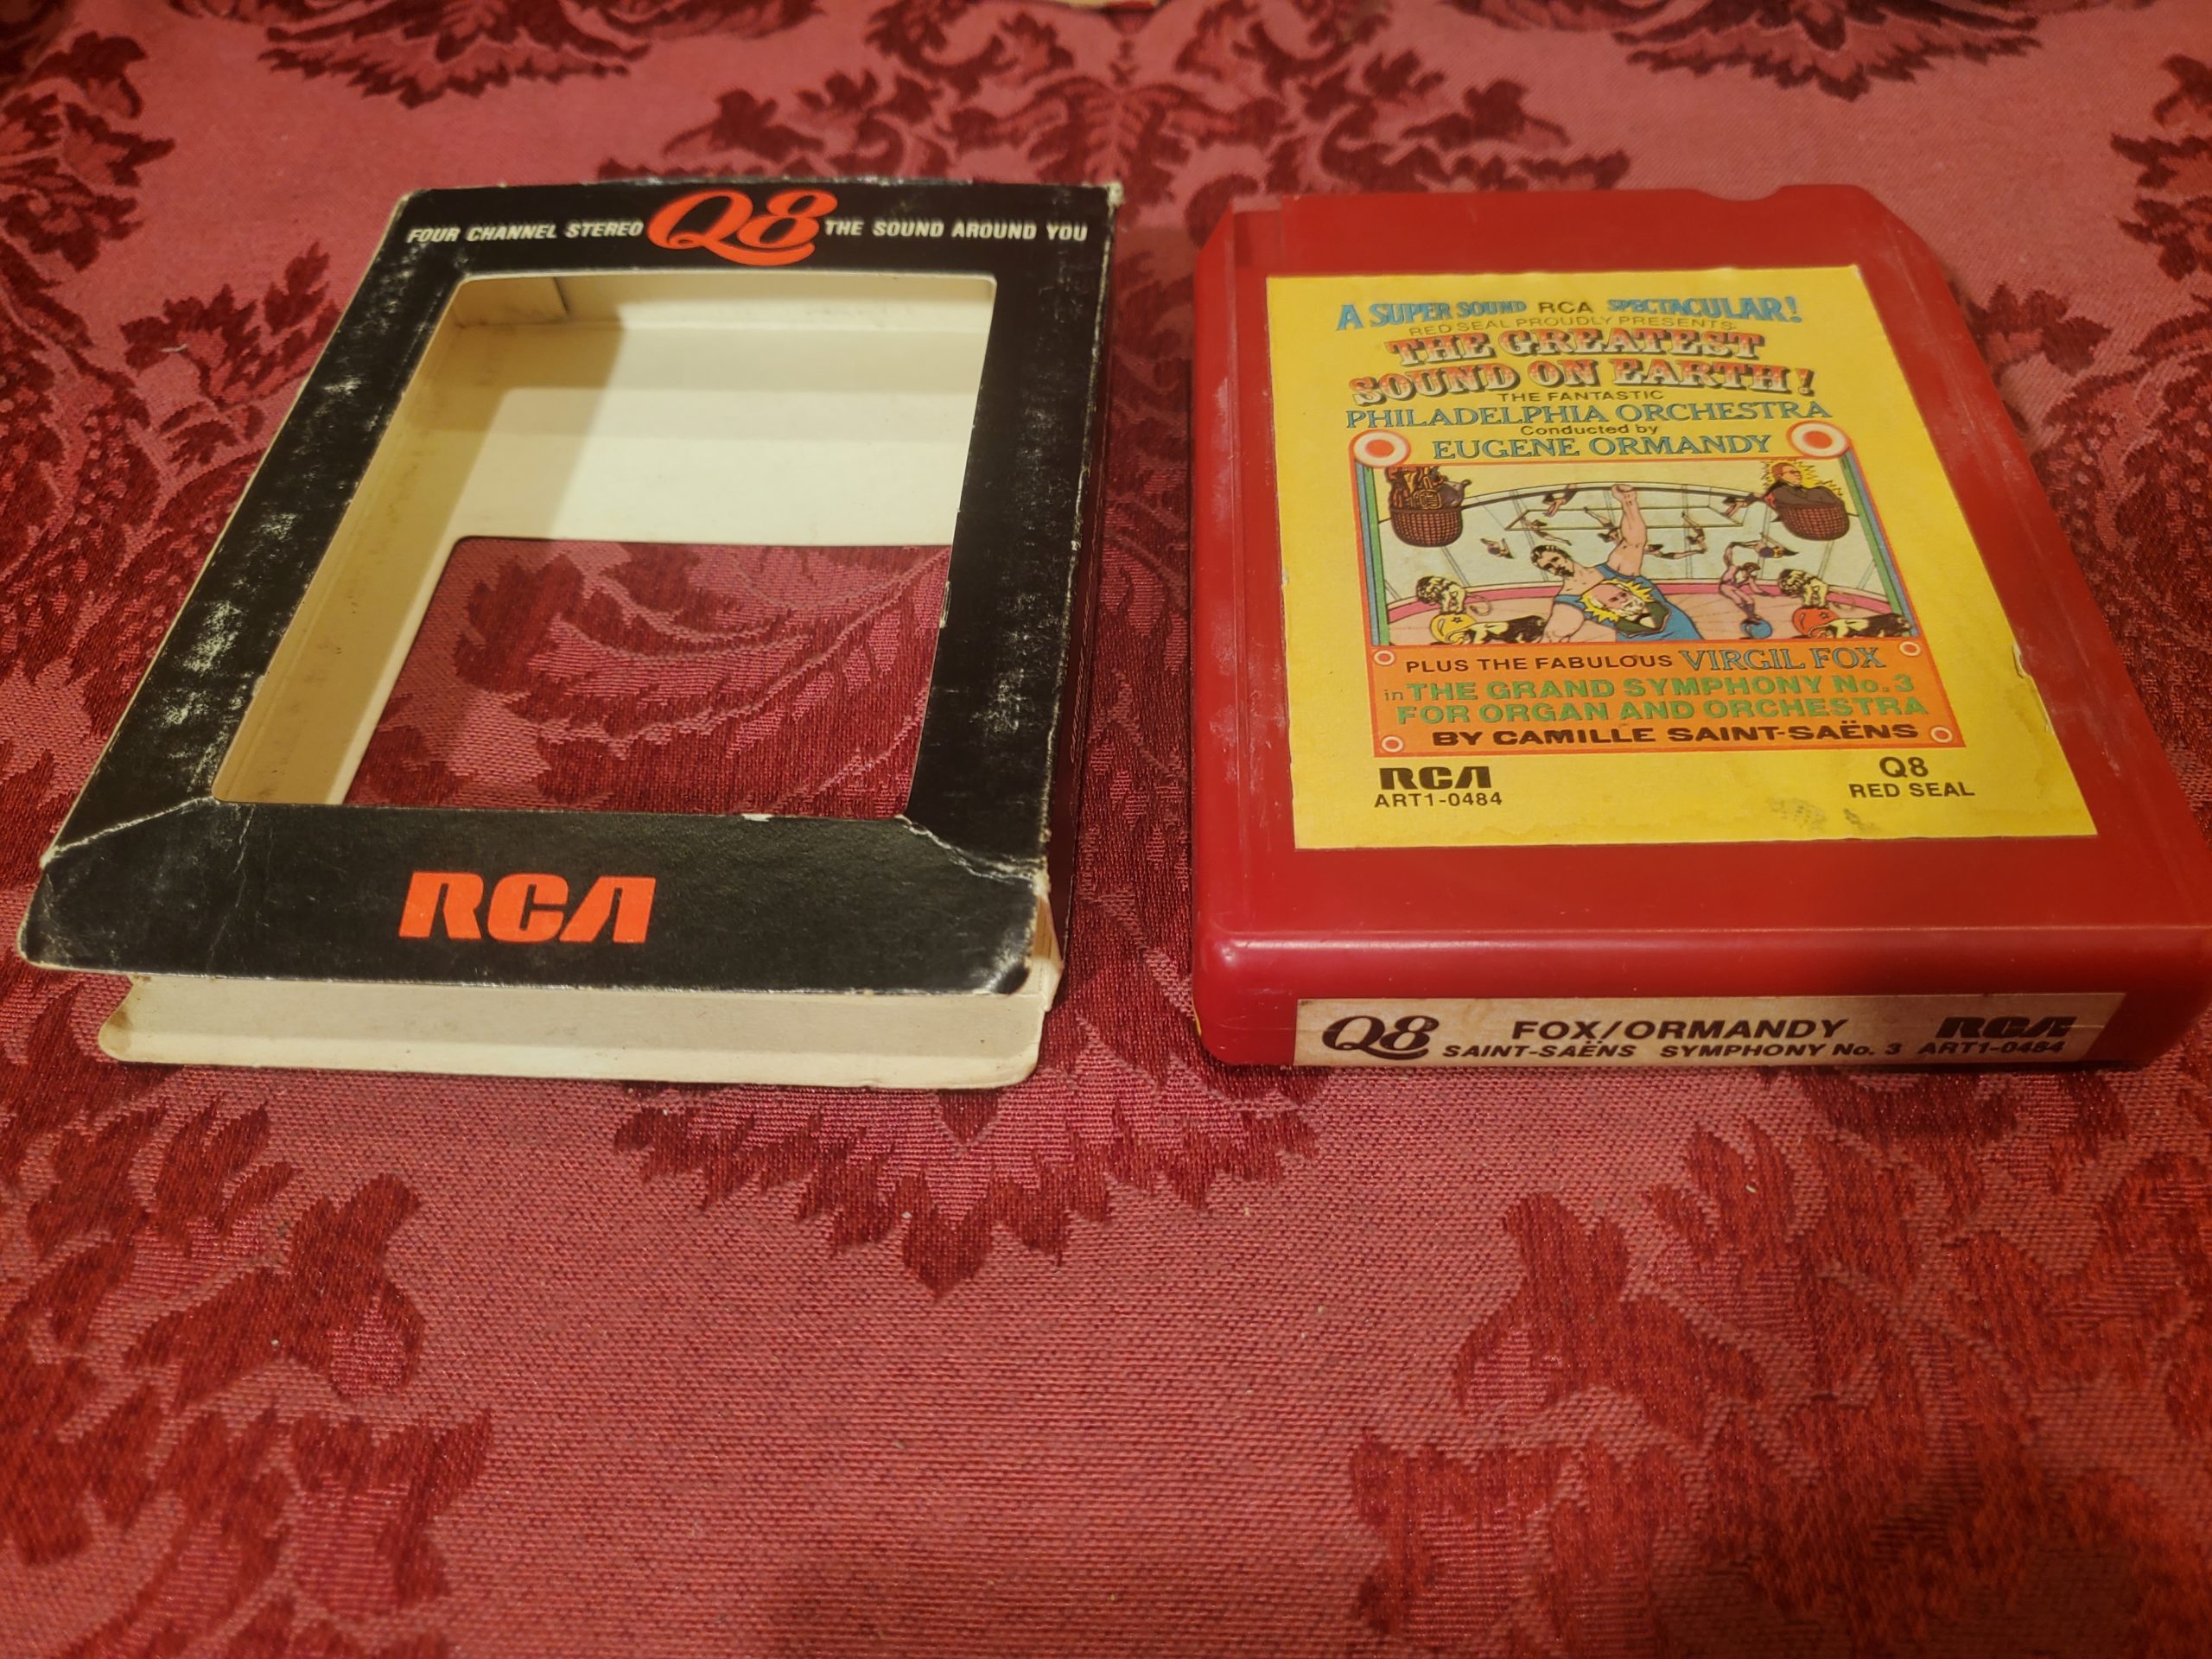 FOUR CHANNEL STEREO Q8 THE SOUND AROUND YOU
RCA
A SUPER SOUND RCA SPECTACULAR!
RED SEAL PROUDLY PRESENTS:
THE GREATEST
SOUND ON EARTH!
THE FANTASTIC
PHILADELPHIA ORCHESTRA
Conducted by
EUGENE ORMANDY
PLUS THE FABULOUS VIRGIL FOX
in THE GRAND SYMPHONY No. 3
FOR ORGAN AND ORCHESTRA
BY CAMILLE SAINT-SAËNS
RCA
ART1-0484
Q8
RED SEAL
Q8 FOX/ORMANDY RCA
SAINT-SAËNS SYMPHONY No. 3 ART1-0484